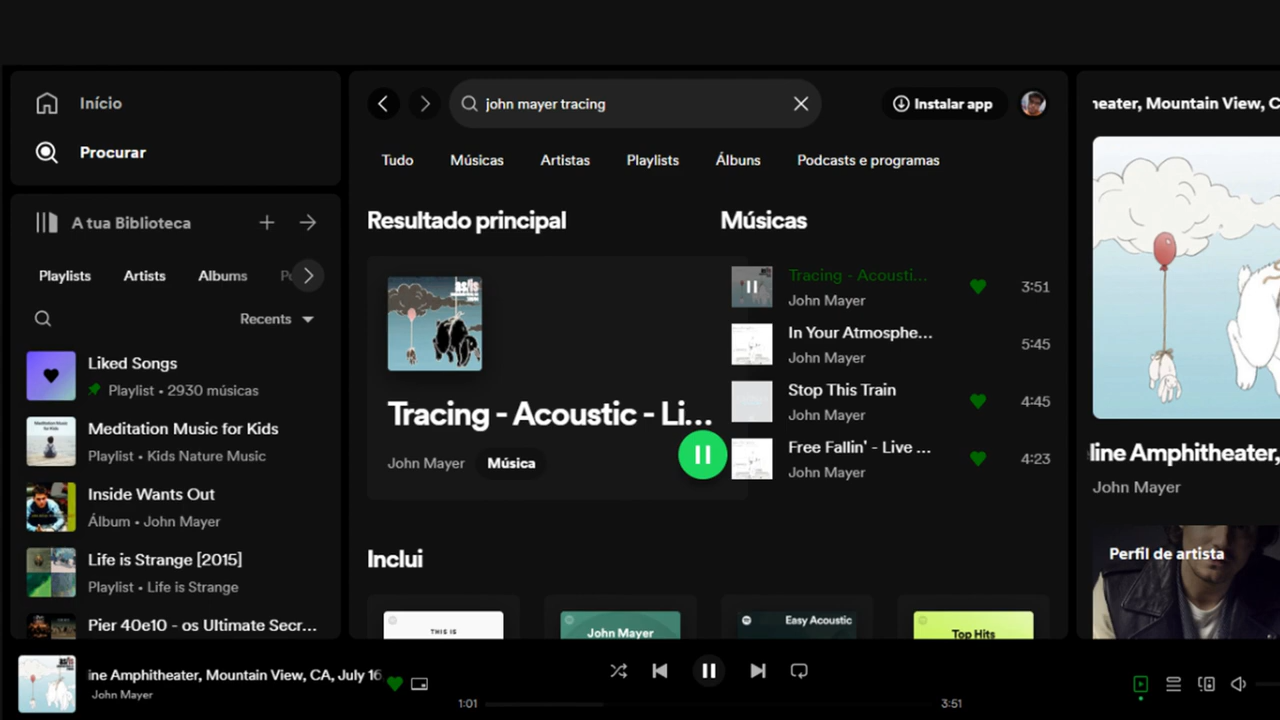 Início
Procurar
A tua Biblioteca
Playlists Artists Albums
Recents
Liked Songs
Playlist • 2930 músicas
Meditation Music for Kids
Playlist • Kids Nature Music
Inside Wants Out
Álbum • John Mayer
Life is Strange [2015]
Playlist • Life is Strange
Pier 40e10 - os Ultimate Secr...
john mayer tracing
Instalar app
Tudo Músicas Artistas Playlists Álbuns Podcasts e programas
Resultado principal
Tracing - Acoustic - Li...
John Mayer Música
Músicas
Tracing - Acousti...
John Mayer
3:51
In Your Atmosphe...
John Mayer
5:45
Stop This Train
John Mayer
4:45
Free Fallin' - Live ...
John Mayer
4:23
Inclui
THIS IS
John Mayer
Easy Acoustic
Top Hits
eater, Mountain View, C
line Amphitheater,
John Mayer
Perfil de artista
ine Amphitheater, Mountain View, CA, July 16
John Mayer
1:01
3:51